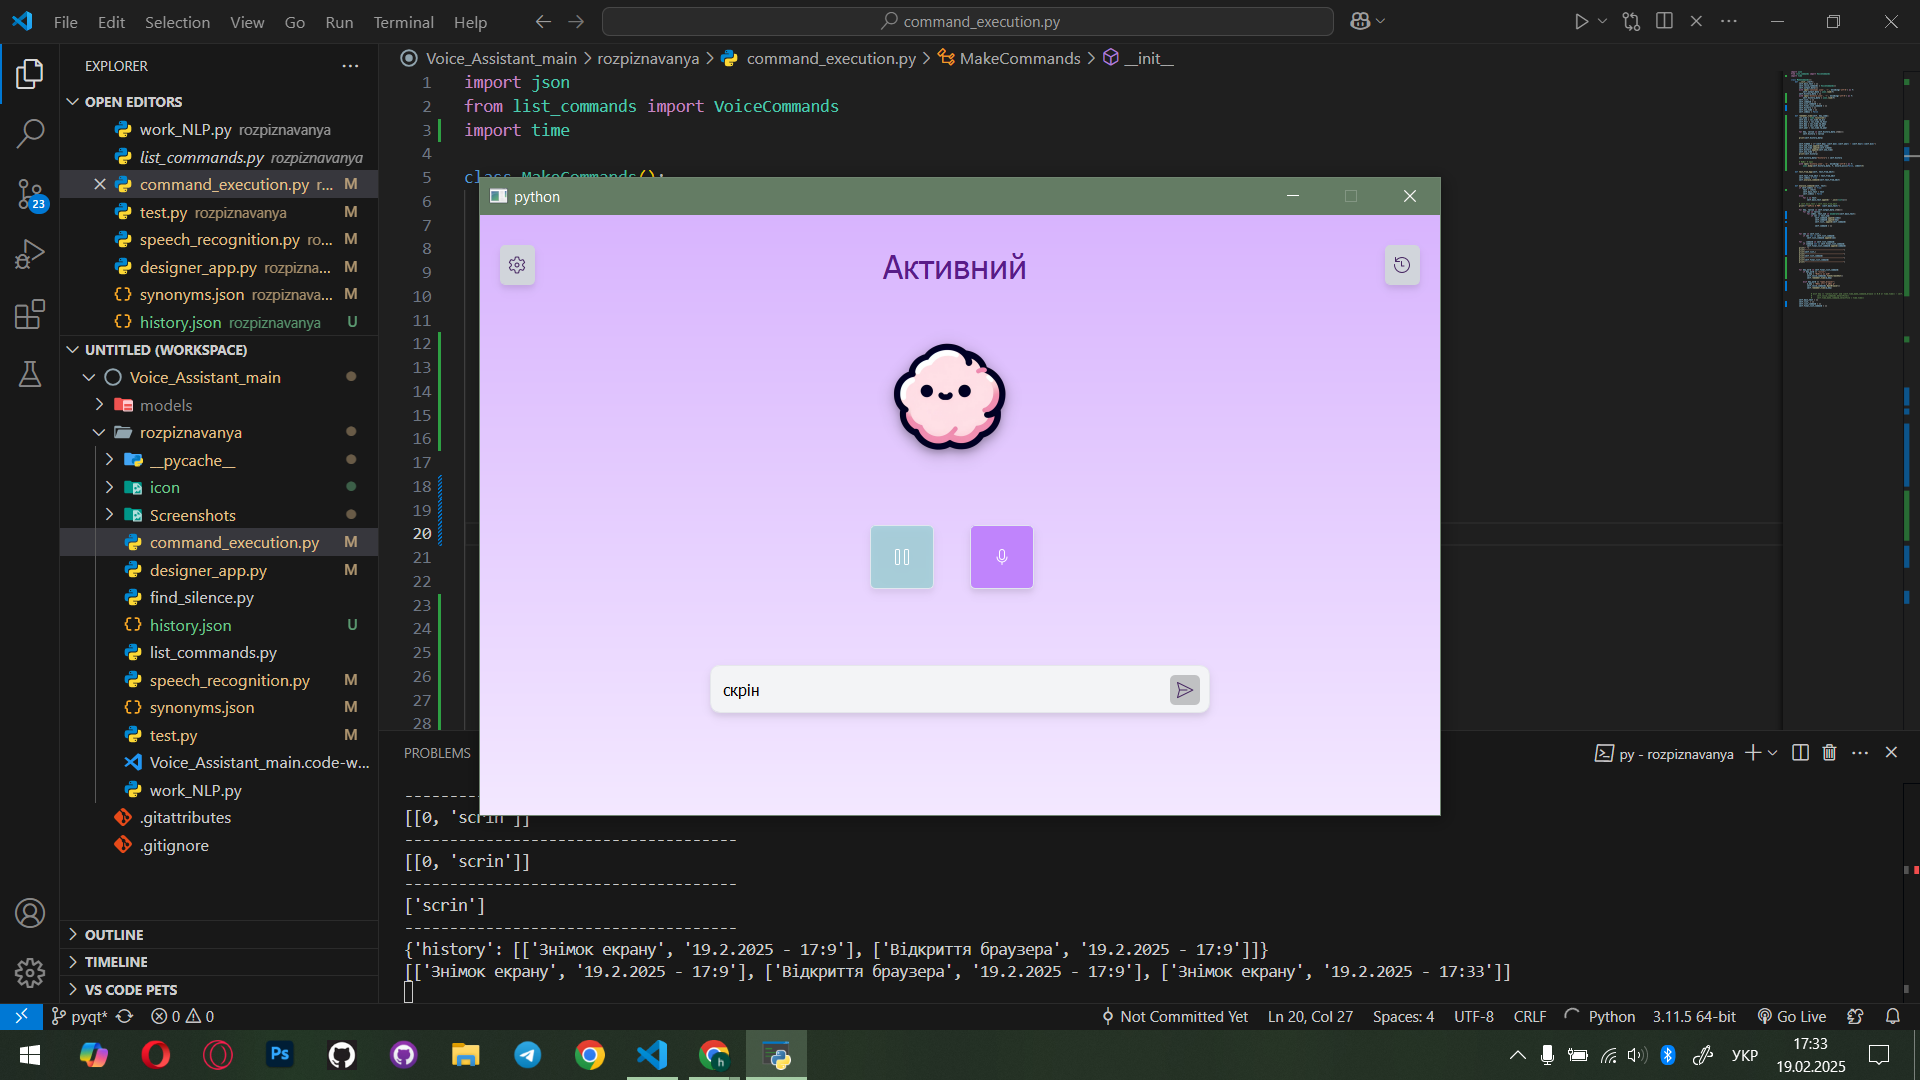 File Edit Selection View Go Run Terminal Help
command_execution.py
EXPLORER
OPEN EDITORS
work_NLP.py rozpiznavanya
list_commands.py rozpiznavanya
command_execution.py r... M
test.py rozpiznavanya M
speech_recognition.py ro... M
designer_app.py rozpizna... M
synonyms.json rozpiznava... M
history.json rozpiznavanya U
UNTITLED (WORKSPACE)
Voice_Assistant_main
models
rozpiznavanya
__pycache__
icon
Screenshots
command_execution.py M
designer_app.py M
find_silence.py
history.json U
list_commands.py
speech_recognition.py M
synonyms.json M
test.py M
Voice_Assistant_main.code-w...
work_NLP.py
.gitattributes
.gitignore
OUTLINE
TIMELINE
VS CODE PETS
23
Voice_Assistant_main > rozpiznavanya > command_execution.py > MakeCommands > __init__
1 import json
2 from list_commands import VoiceCommands
3 import time
4
5 class MakeCommands():
6
7
8
9
10
11
12
13
14
15
16
17
18
19
20
21
22
23
24
25
26
27
28
python
Активний
скрін
PROBLEMS
py - rozpiznavanya
-----------------------------------
[[0, 'scrin']]
-----------------------------------
[[0, 'scrin']]
-----------------------------------
['scrin']
-----------------------------------
{'history': [['Знімок екрану', '19.2.2025 - 17:9'], ['Відкриття браузера', '19.2.2025 - 17:9']]}
[['Знімок екрану', '19.2.2025 - 17:9'], ['Відкриття браузера', '19.2.2025 - 17:9'], ['Знімок екрану', '19.2.2025 - 17:33']]
pyqt* 0 0
Not Committed Yet Ln 20, Col 27 Spaces: 4 UTF-8 CRLF Python 3.11.5 64-bit Go Live
Ps
h
УКР
17:33
19.02.2025